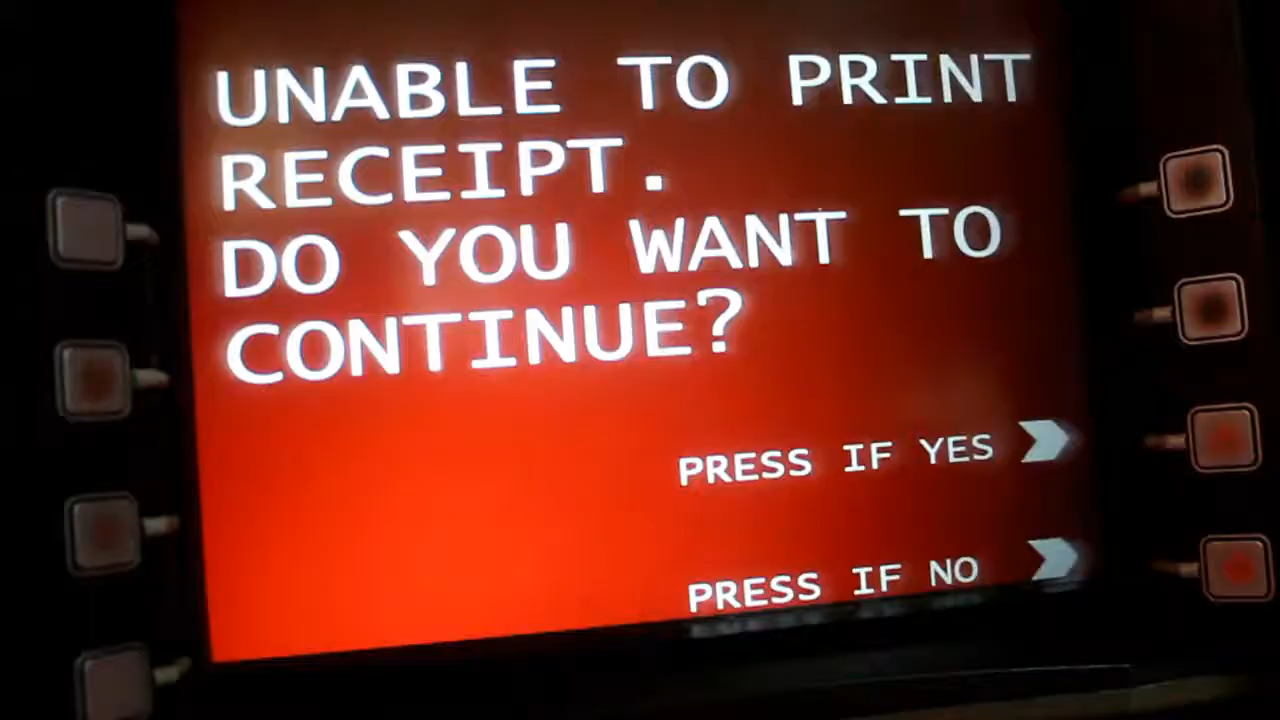 UNABLE TO PRINT
RECEIPT.
DO YOU WANT TO
CONTINUE?
PRESS IF YES
PRESS IF NO